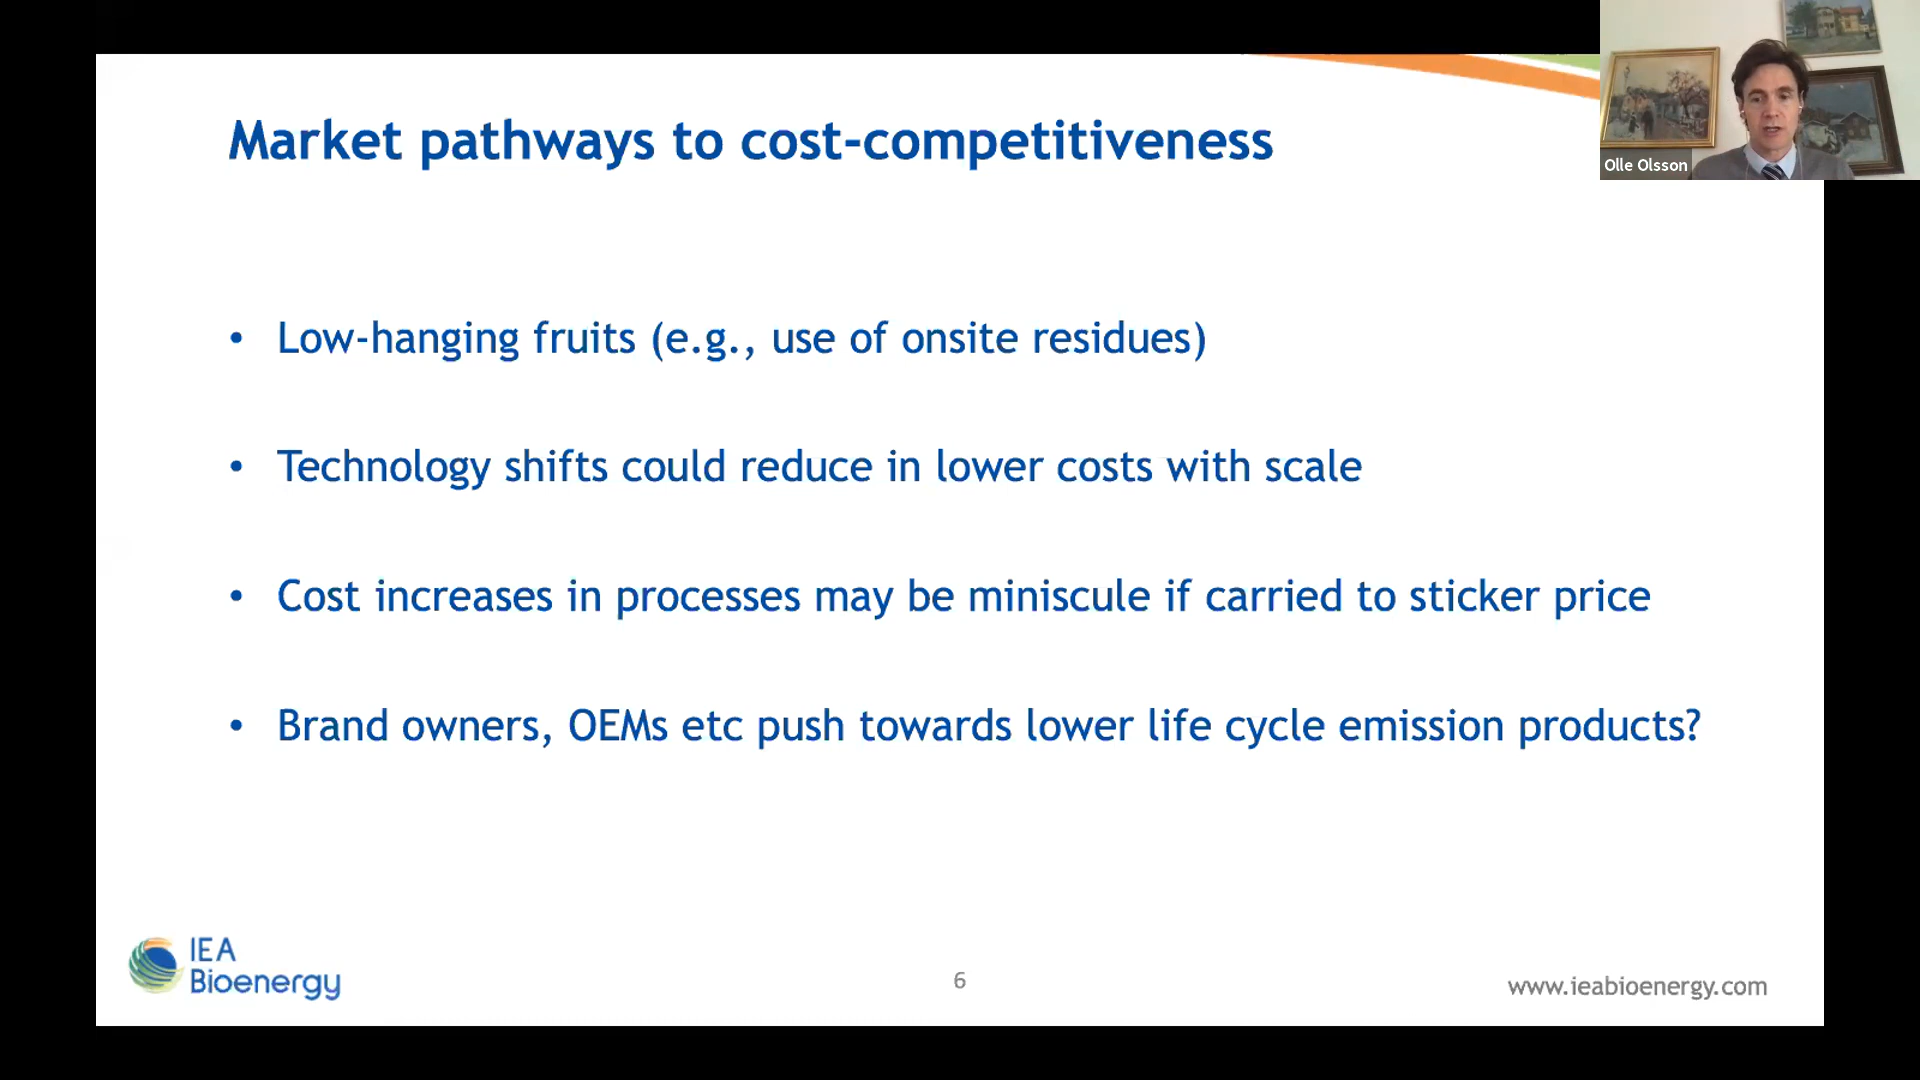 Market pathways to cost-competitiveness
Olle Olsson
• Low-hanging fruits (e.g., use of onsite residues)
• Technology shifts could reduce in lower costs with scale
• Cost increases in processes may be miniscule if carried to sticker price
• Brand owners, OEMs etc push towards lower life cycle emission products?
IEA
Bioenergy
6
www.ieabioenergy.com